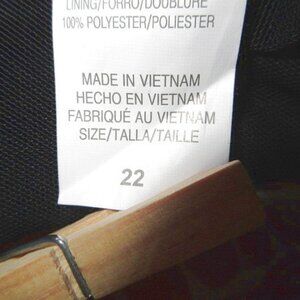 LINING/FORRO/DOUBLURE
100% POLYESTER/POLIESTER
MADE IN VIETNAM
HECHO EN VIETNAM
FABRIQUÉ AU VIETNAM
SIZE/TALLA/TAILLE
22